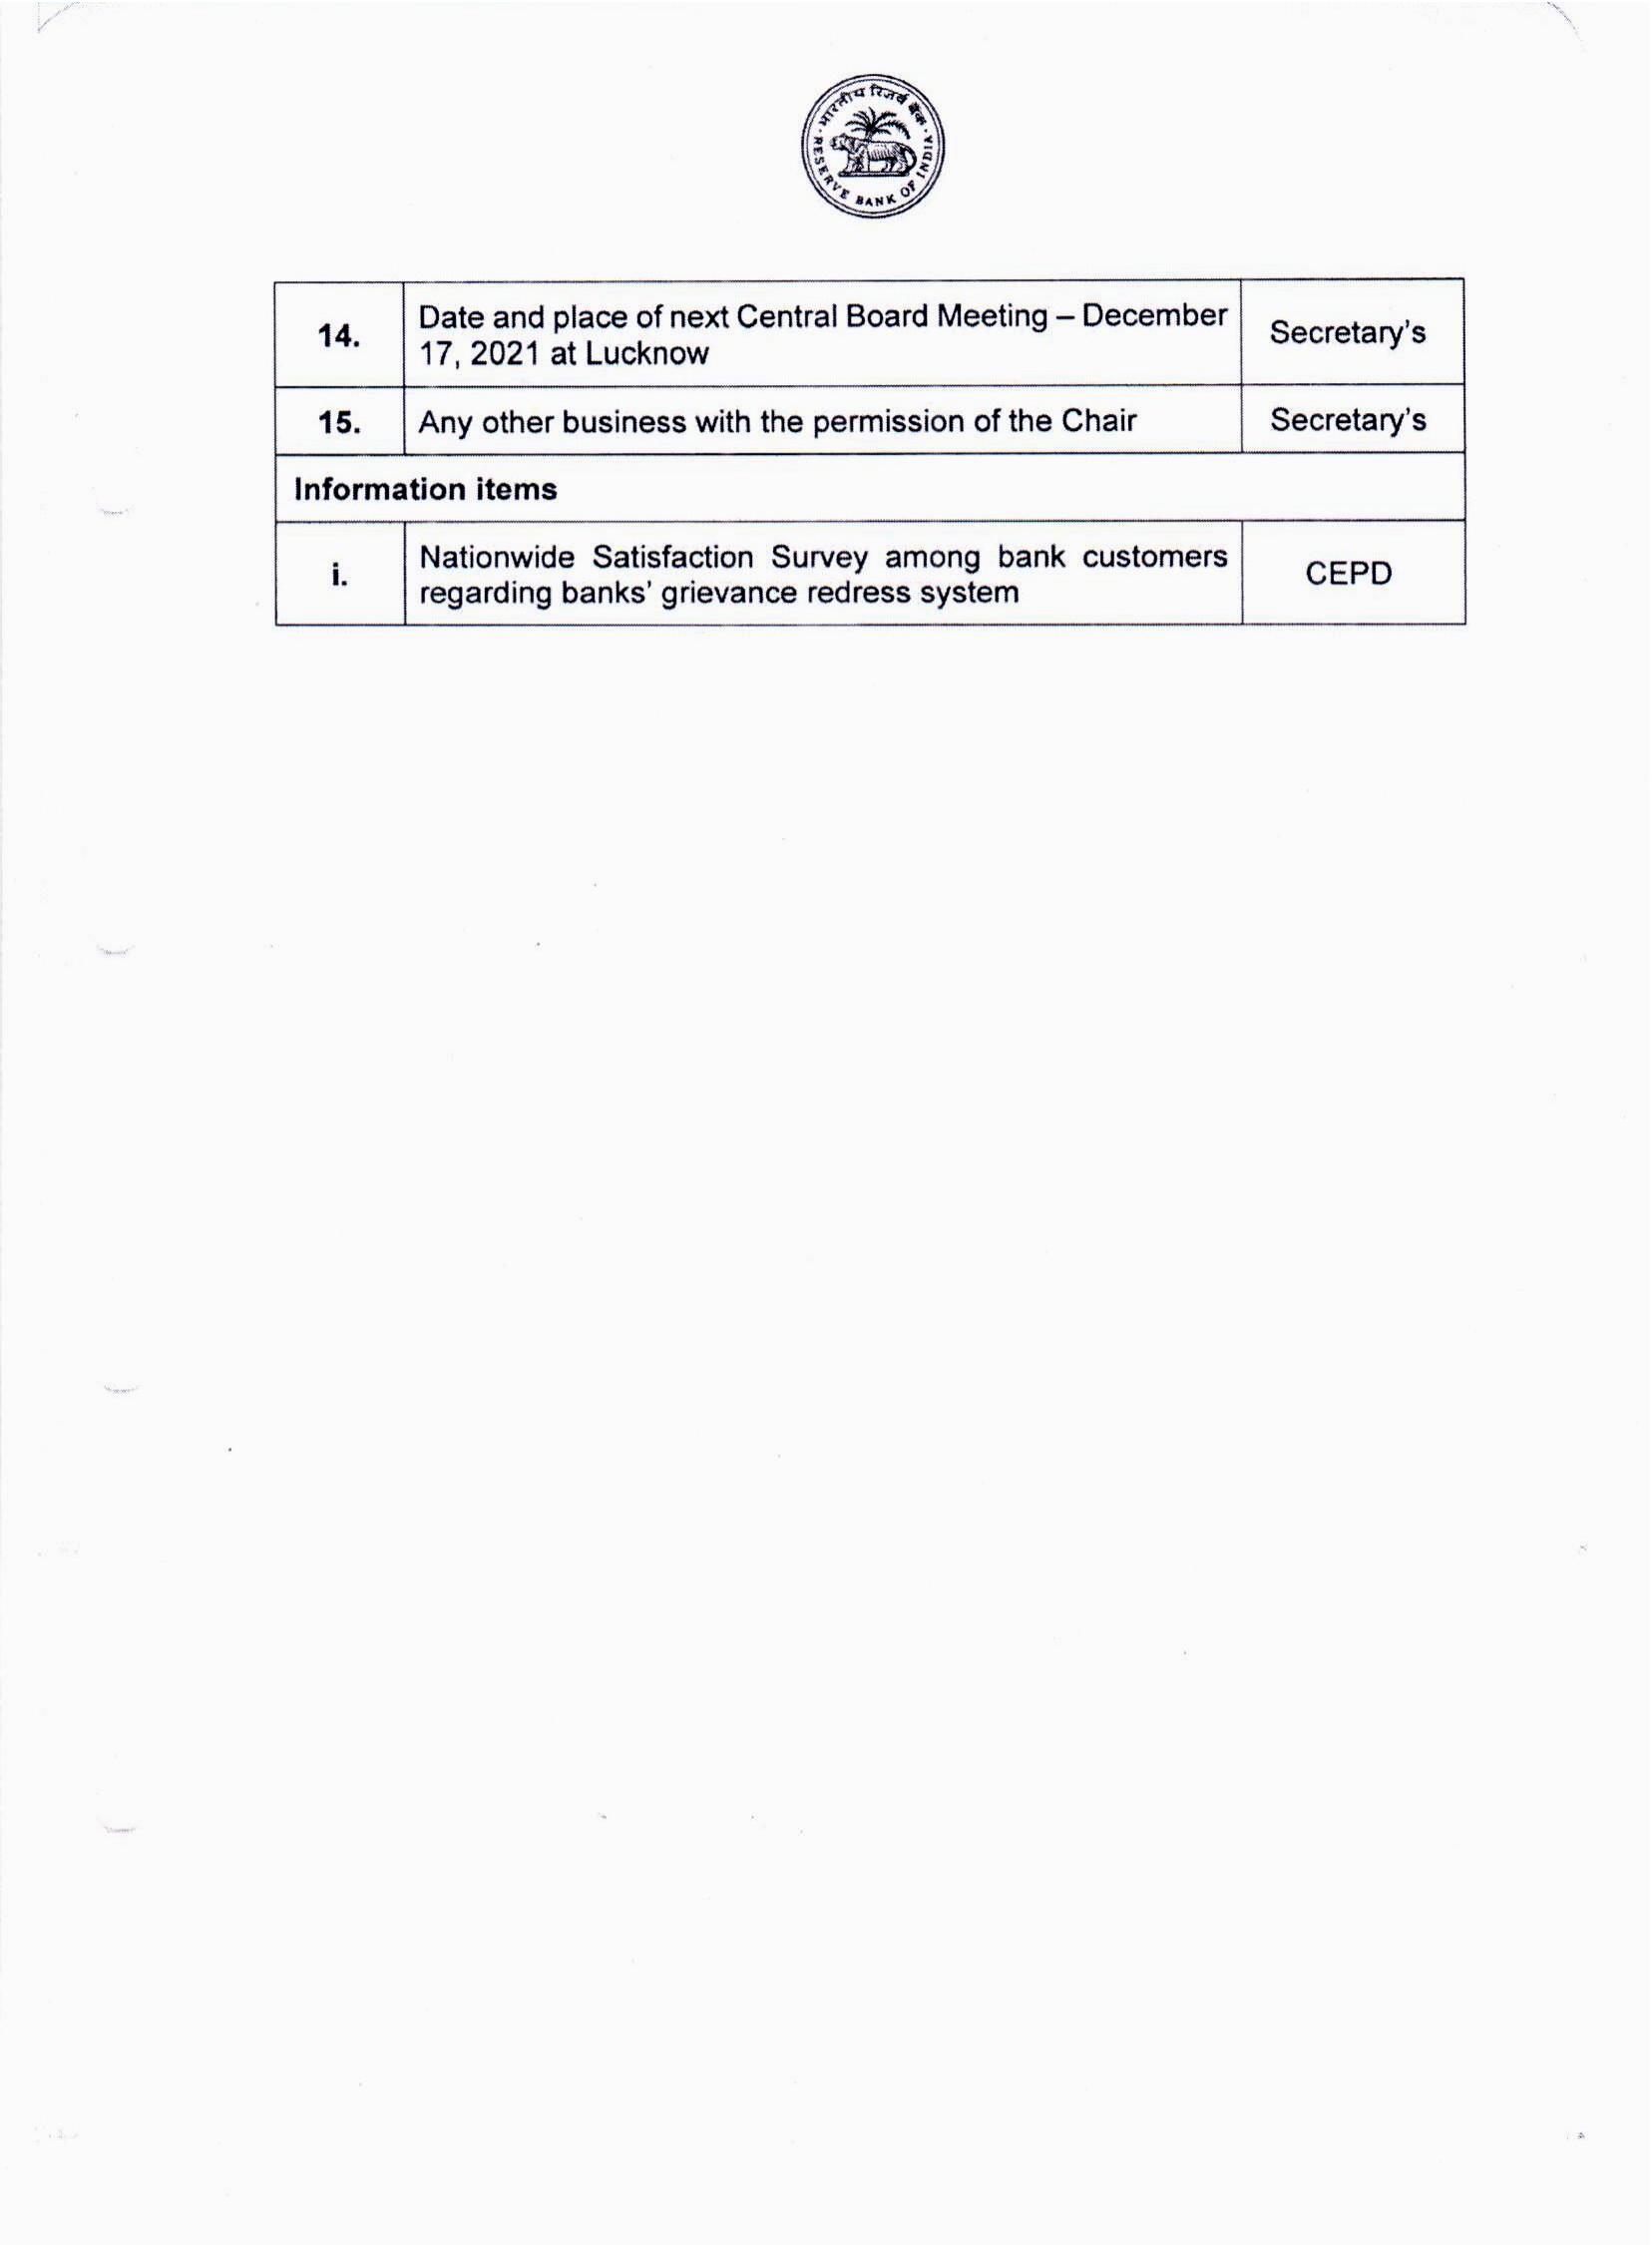 भारतीय रिज़र्व बैंक
RESERVE BANK OF INDIA
14.
Date and place of next Central Board Meeting – December
17, 2021 at Lucknow
Secretary's
15.
Any other business with the permission of the Chair
Secretary's
Information items
i.
Nationwide Satisfaction Survey among bank customers
regarding banks' grievance redress system
CEPD